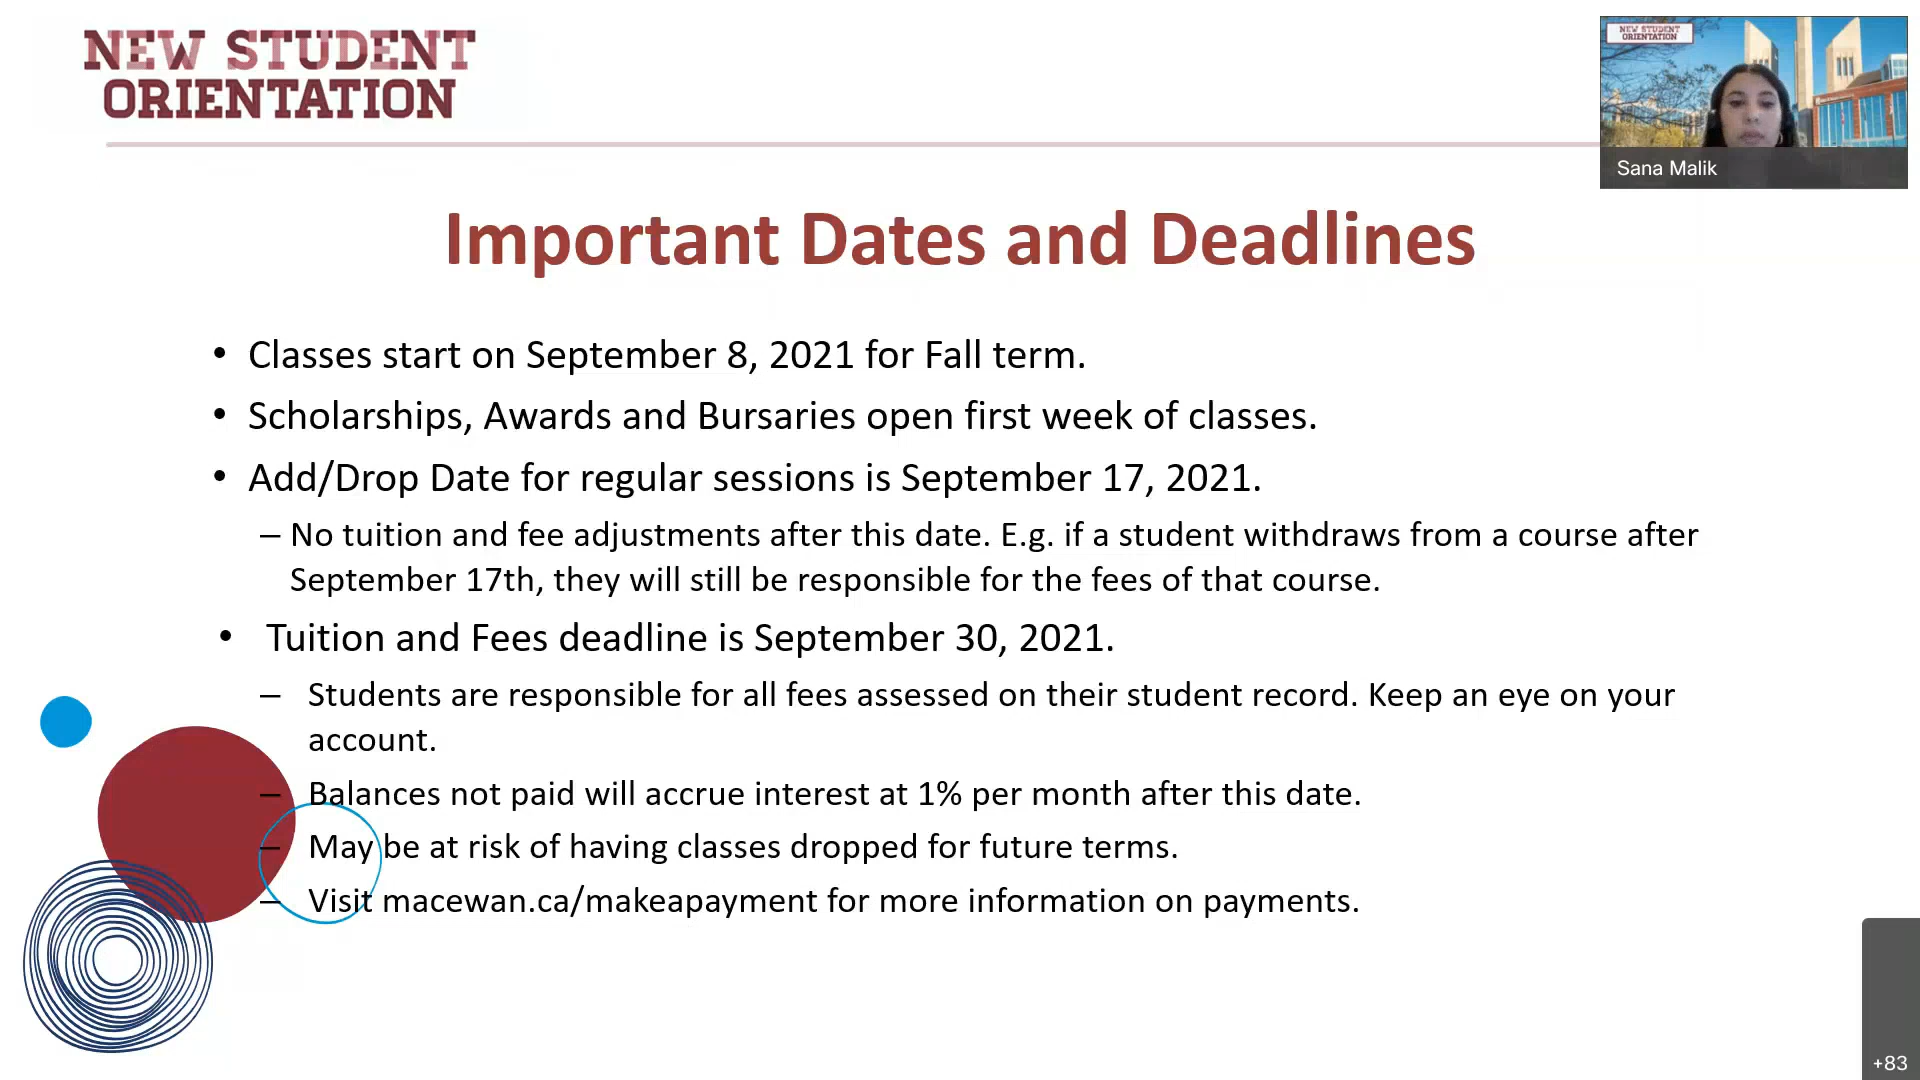 NEW STUDENT
ORIENTATION
NEW STUDENT
ORIENTATION
Sana Malik
Important Dates and Deadlines
• Classes start on September 8, 2021 for Fall term.
• Scholarships, Awards and Bursaries open first week of classes.
• Add/Drop Date for regular sessions is September 17, 2021.
– No tuition and fee adjustments after this date. E.g. if a student withdraws from a course after
September 17th, they will still be responsible for the fees of that course.
• Tuition and Fees deadline is September 30, 2021.
– Students are responsible for all fees assessed on their student record. Keep an eye on your
account.
– Balances not paid will accrue interest at 1% per month after this date.
– May be at risk of having classes dropped for future terms.
– Visit macewan.ca/makeapayment for more information on payments.
+83